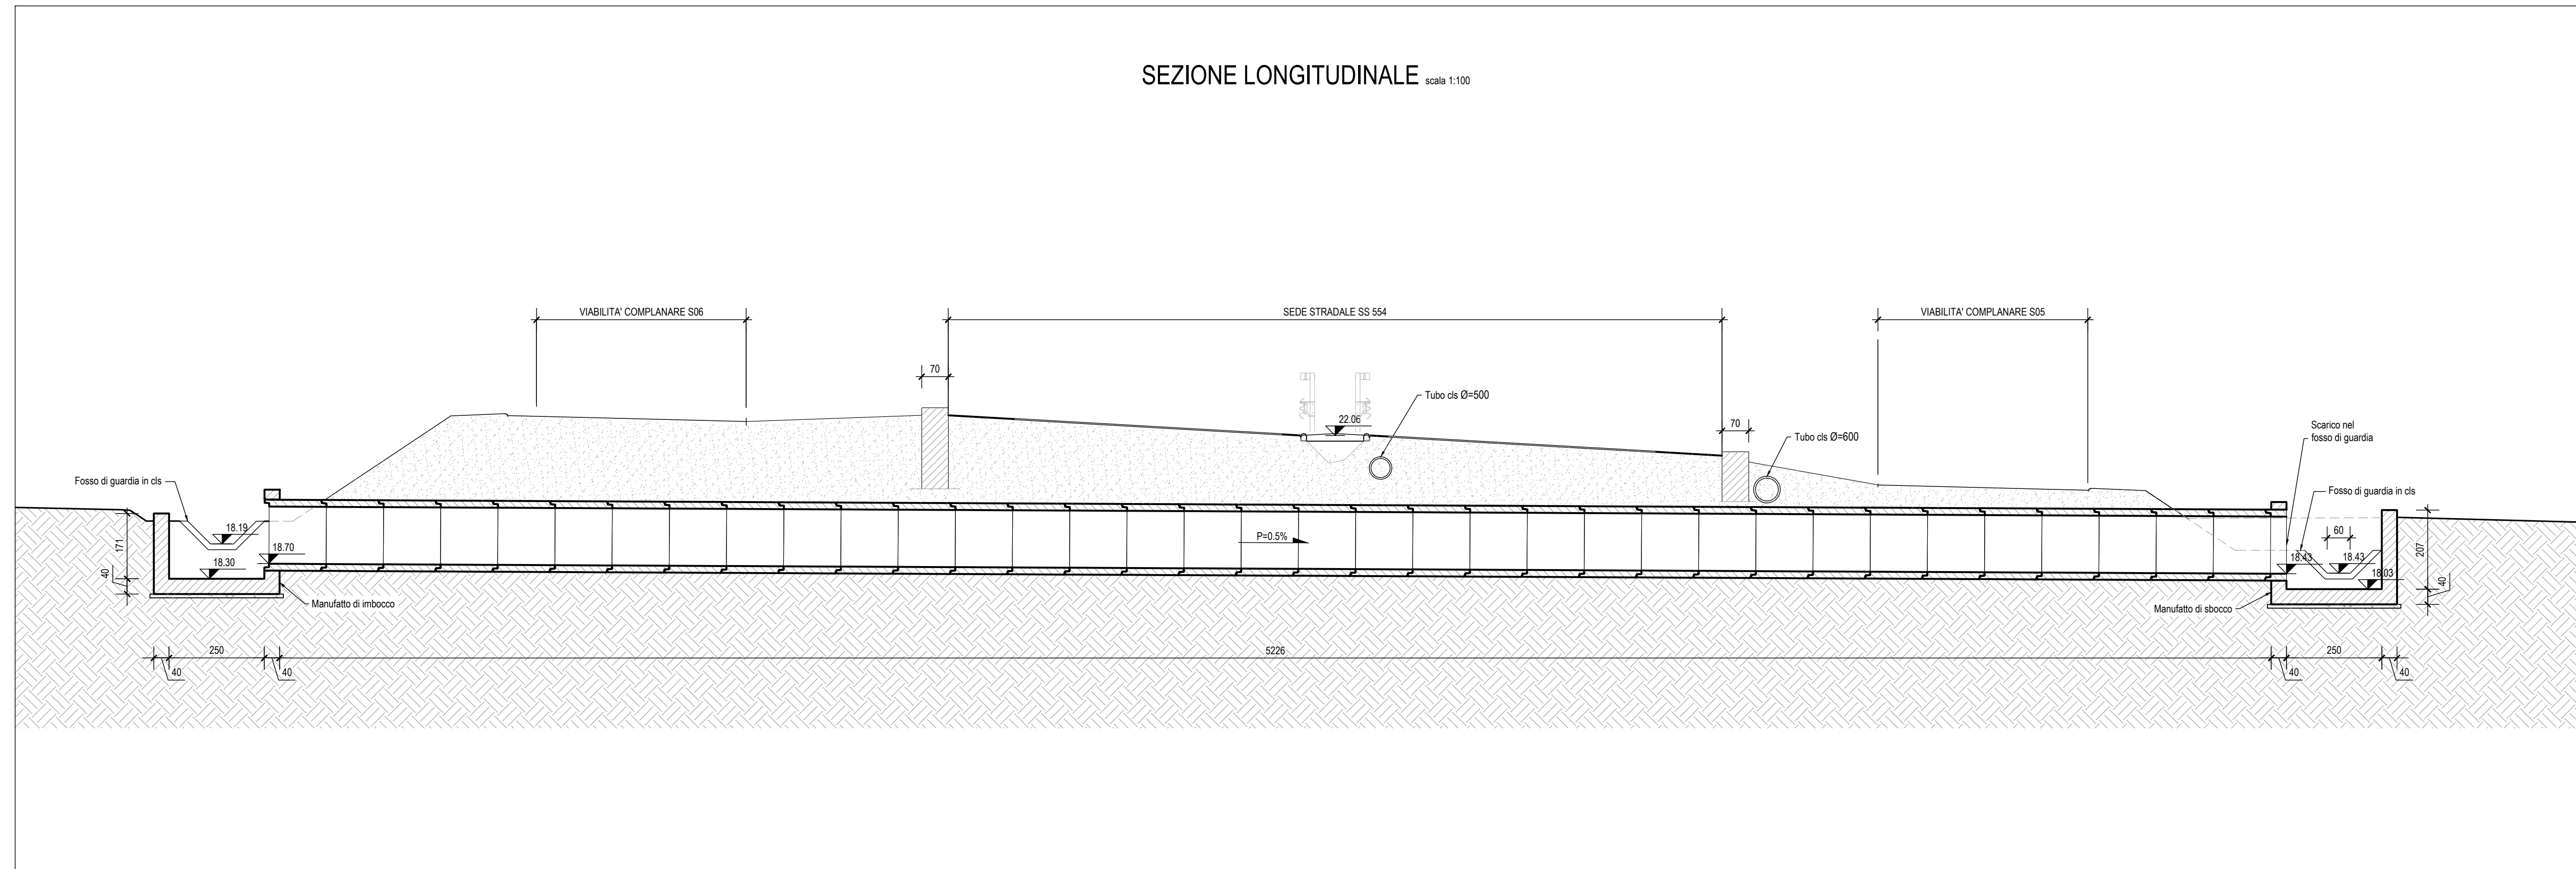 SEZIONE LONGITUDINALE scala 1:100
VIABILITA' COMPLANARE S06
SEDE STRADALE SS 554
VIABILITA' COMPLANARE S05
70
Tubo cls Ø=500
22.06
70
Tubo cls Ø=600
Scarico nel
fosso di guardia
Fosso di guardia in cls
Fosso di guardia in cls
18.19
18.70
18.30
171
40
P=0.5%
60
18.43
18.43
18.03
207
40
Manufatto di imbocco
Manufatto di sbocco
250
5226
250
40
40
40
40